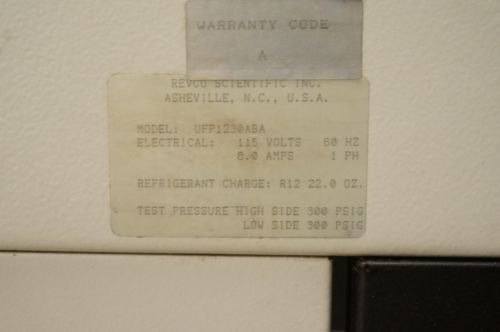 WARRANTY CODE
A
REVCO SCIENTIFIC INC.
ASHEVILLE, N.C., U.S.A.
MODEL: UFP1230ABA
ELECTRICAL: 115 VOLTS 60 HZ
8.0 AMPS 1 PH
REFRIGERANT CHARGE: R12 22.0 OZ.
TEST PRESSURE HIGH SIDE 300 PSIG
LOW SIDE 300 PSIG